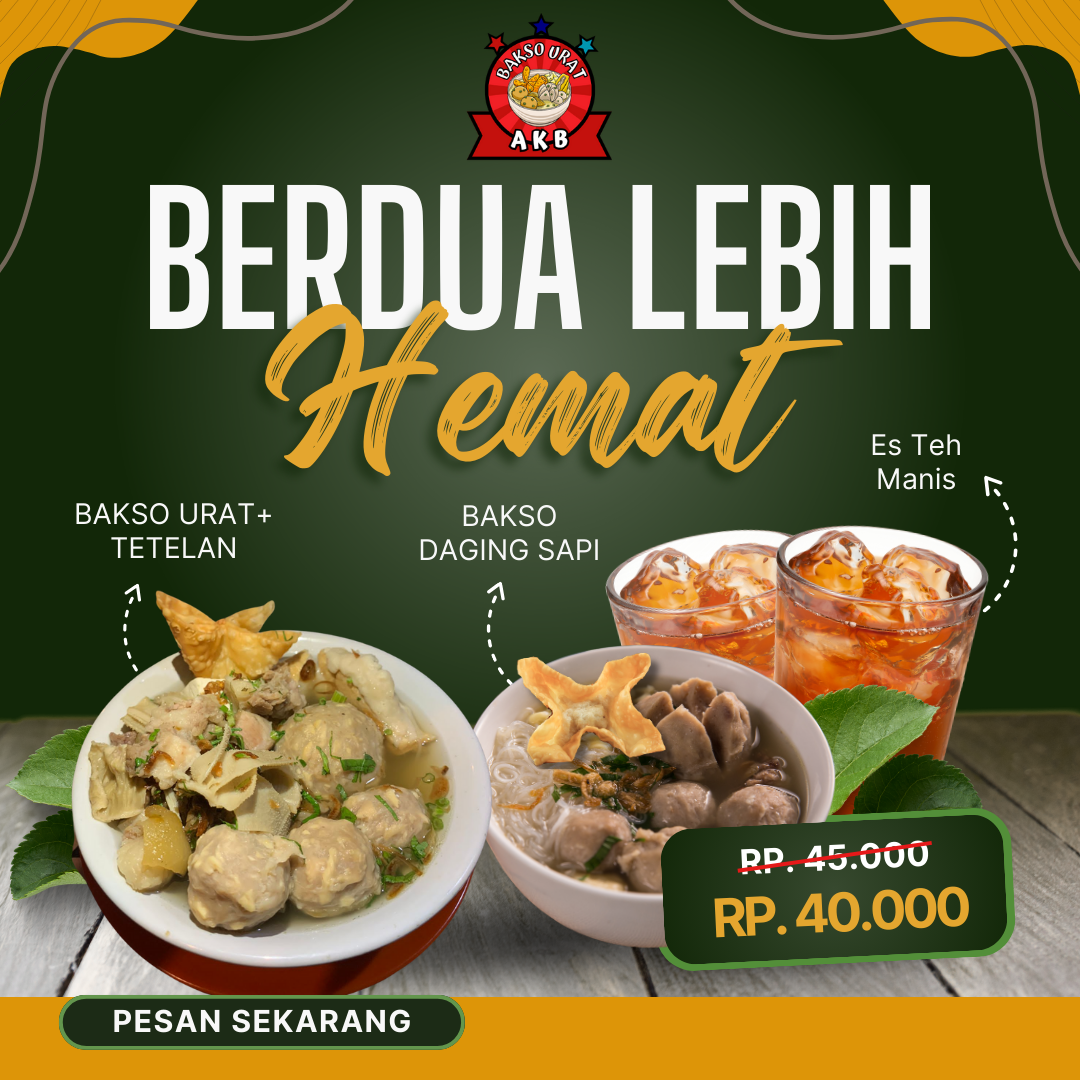 BAKSO URAT
AKB
BERDUA LEBIH
Hemat
Es Teh
Manis
BAKSO URAT+
TETELAN
BAKSO
DAGING SAPI
RP. 45.000
RP. 40.000
PESAN SEKARANG